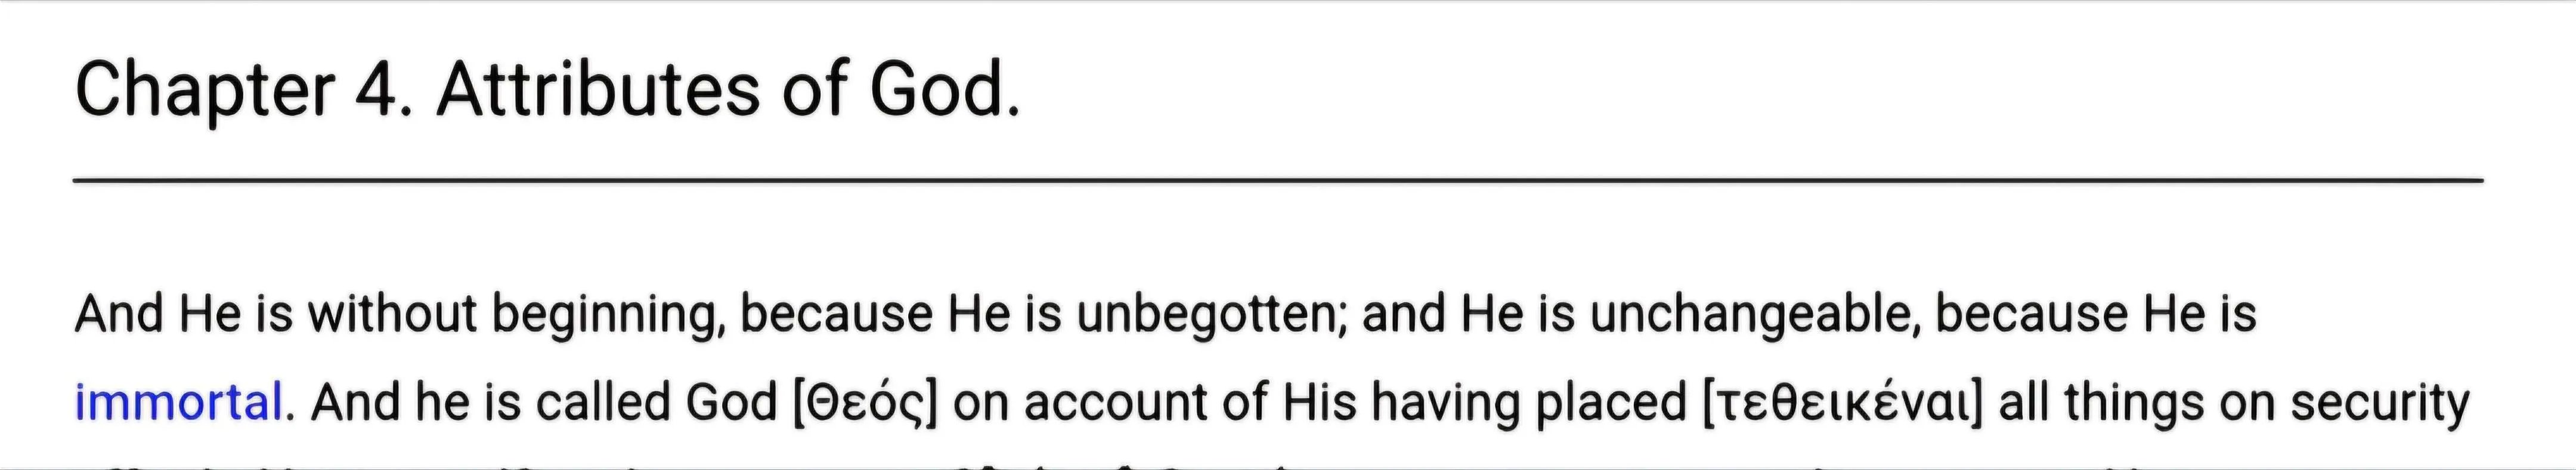 Chapter 4. Attributes of God.
And He is without beginning, because He is unbegotten; and He is unchangeable, because He is
immortal. And he is called God [Θεός] on account of His having placed [τεθεικέναι] all things on security